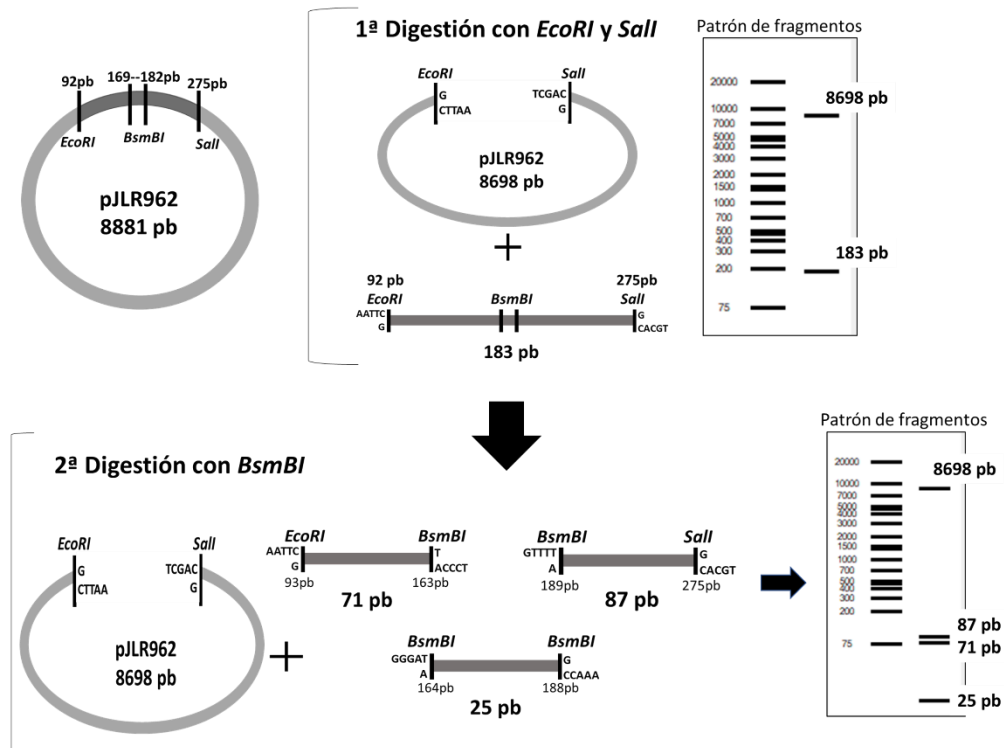 1ª Digestión con EcoRI y SalI
Patrón de fragmentos
92pb
169--182pb
275pb
EcoRI
BsmBI
SalI
pJLR962
8881 pb
EcoRI
SalI
G
CTTAA
TCGAC
G
pJLR962
8698 pb
+
92 pb
EcoRI
BsmBI
275pb
SalI
AATTC
G
G
CACGT
183 pb
20000
10000
7000
5000
4000
3000
2000
1500
1000
700
500
400
300
200
75
8698 pb
183 pb
2ª Digestión con BsmBI
EcoRI
SalI
G
CTTAA
TCGAC
G
pJLR962
8698 pb
+
EcoRI
BsmBI
AATTC
G
T
ACCCT
93pb
163pb
71 pb
BsmBI
SalI
GTTTT
A
G
CACGT
189pb
275pb
87 pb
BsmBI
BsmBI
GGGAT
A
G
CCAAA
164pb
188pb
25 pb
Patrón de fragmentos
20000
10000
7000
5000
4000
3000
2000
1500
1000
700
500
400
300
200
75
8698 pb
87 pb
71 pb
25 pb